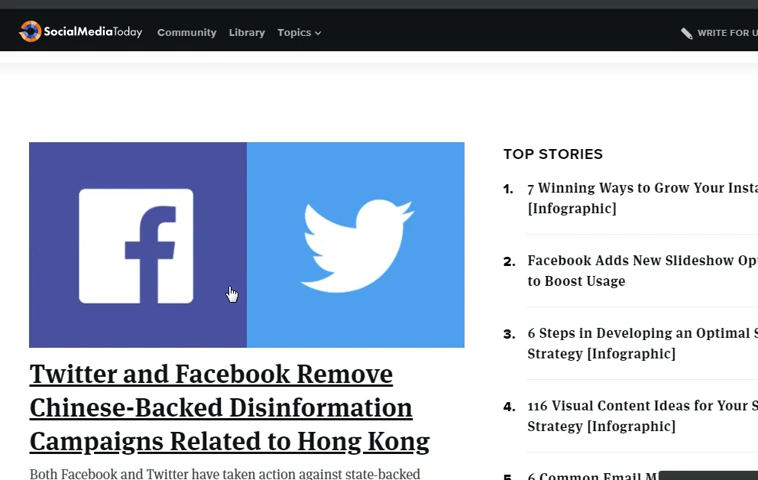 SocialMediaToday Community Library Topics WRITE FOR U
TOP STORIES
1. 7 Winning Ways to Grow Your Insta
[Infographic]
2. Facebook Adds New Slideshow Op
to Boost Usage
3. 6 Steps in Developing an Optimal S
Strategy [Infographic]
4. 116 Visual Content Ideas for Your S
Strategy [Infographic]
5. 6 Common Email M
Twitter and Facebook Remove
Chinese-Backed Disinformation
Campaigns Related to Hong Kong
Both Facebook and Twitter have taken action against state-backed